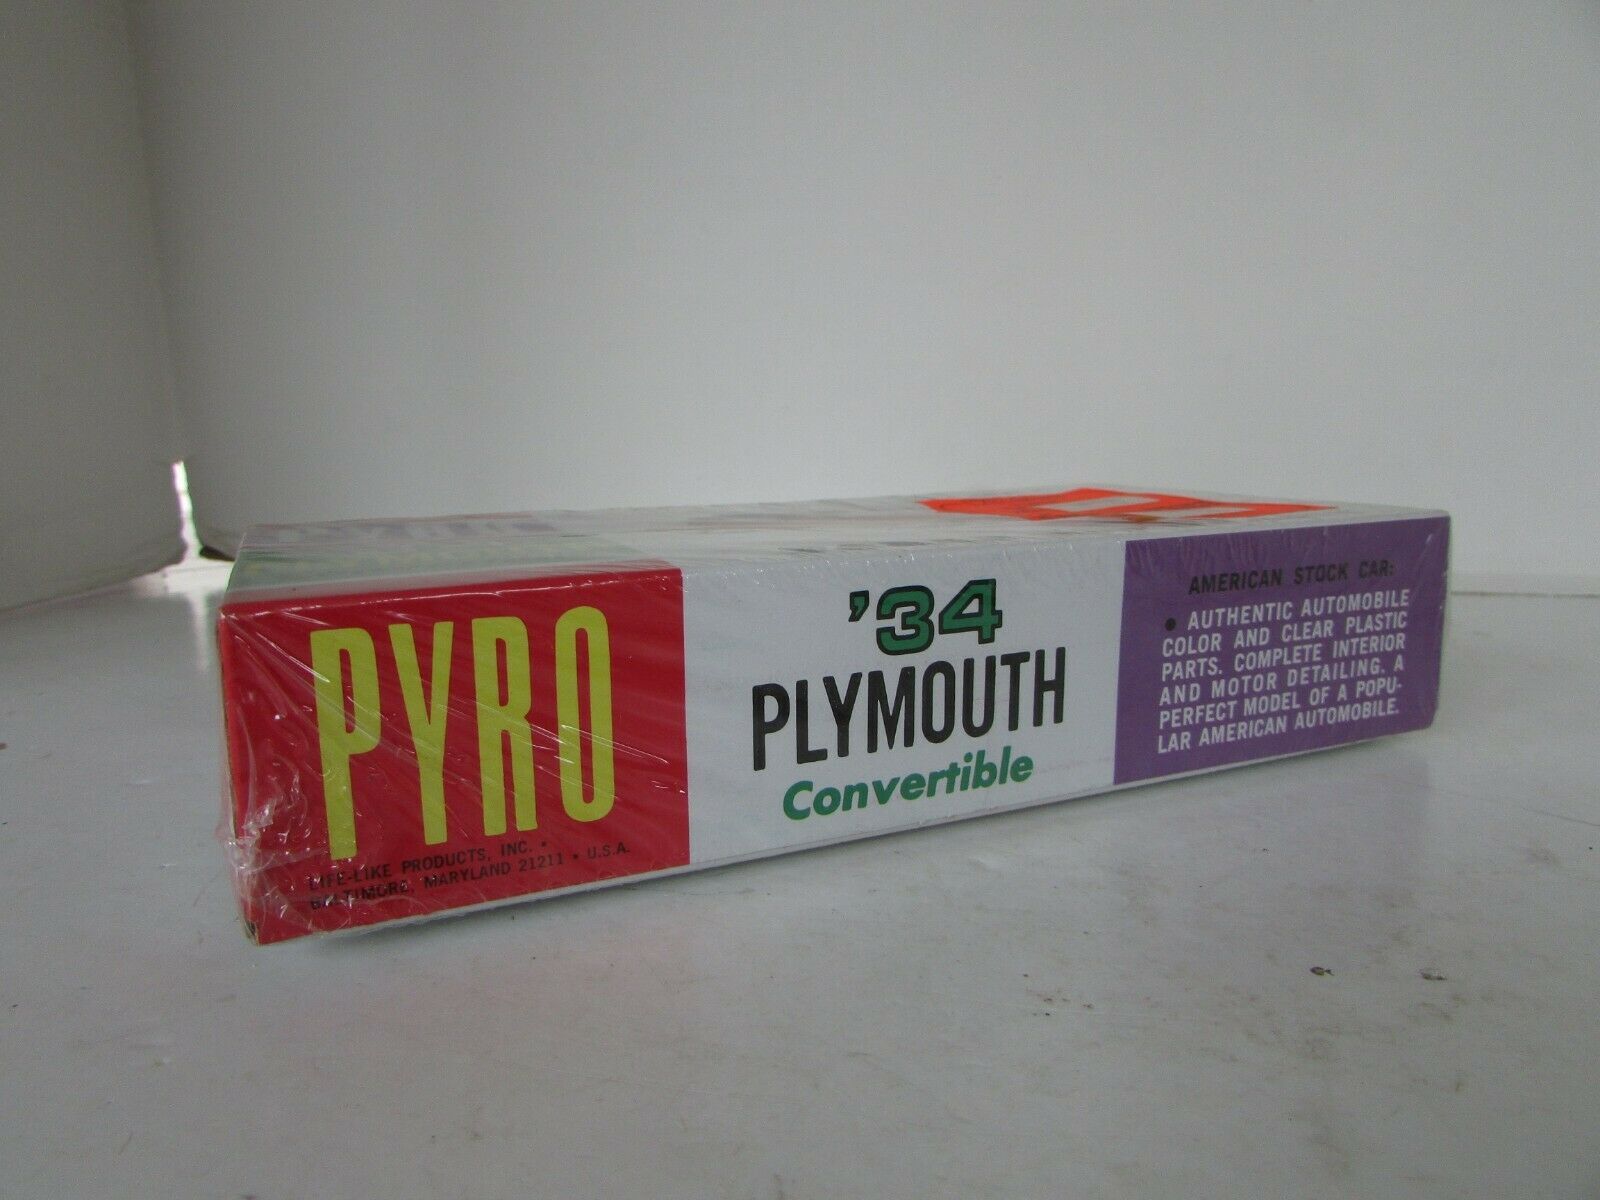 PYRO
LIFE-LIKE PRODUCTS, INC. •
BALTIMORE, MARYLAND 21211 • U.S.A.
'34
PLYMOUTH
Convertible
AMERICAN STOCK CAR:
• AUTHENTIC AUTOMOBILE
COLOR AND CLEAR PLASTIC
PARTS. COMPLETE INTERIOR
AND MOTOR DETAILING. A
PERFECT MODEL OF A POPU-
LAR AMERICAN AUTOMOBILE.